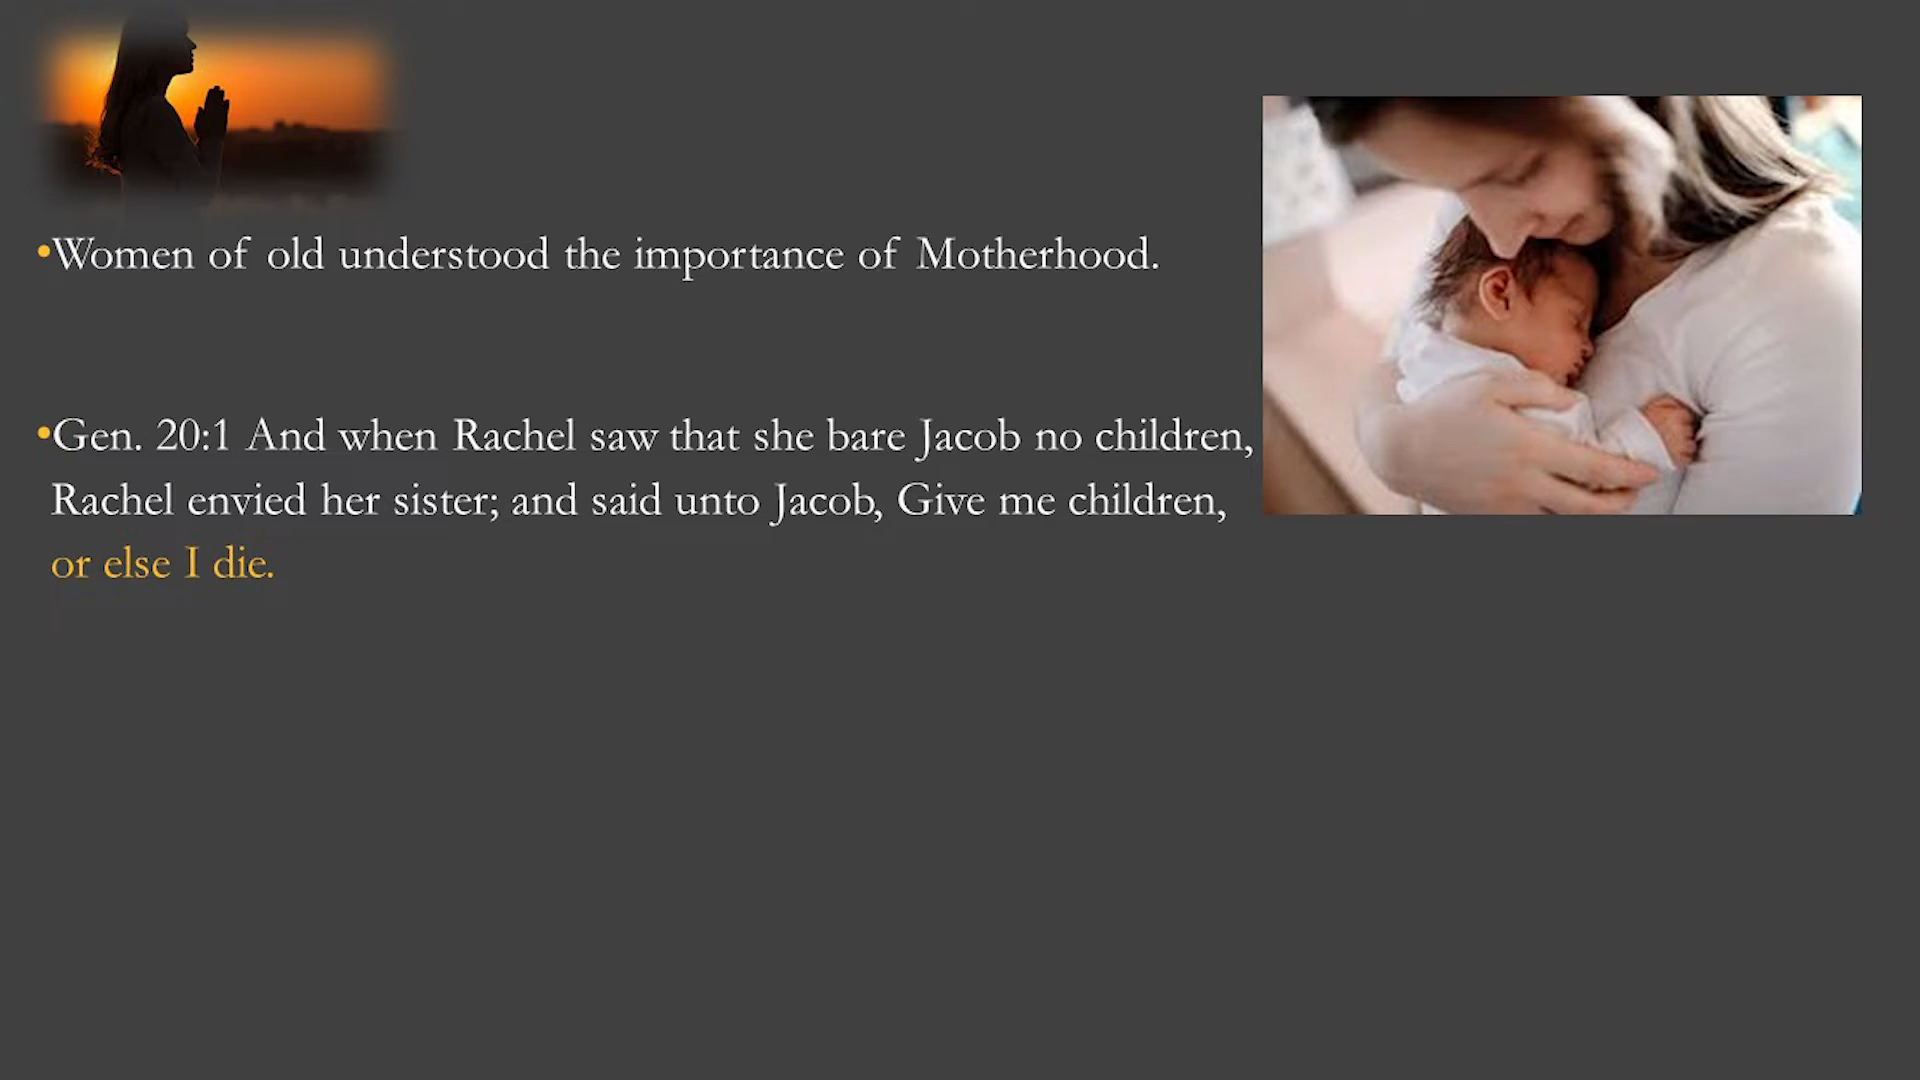 •Women of old understood the importance of Motherhood.
•Gen. 20:1 And when Rachel saw that she bare Jacob no children,
Rachel envied her sister; and said unto Jacob, Give me children,
or else I die.